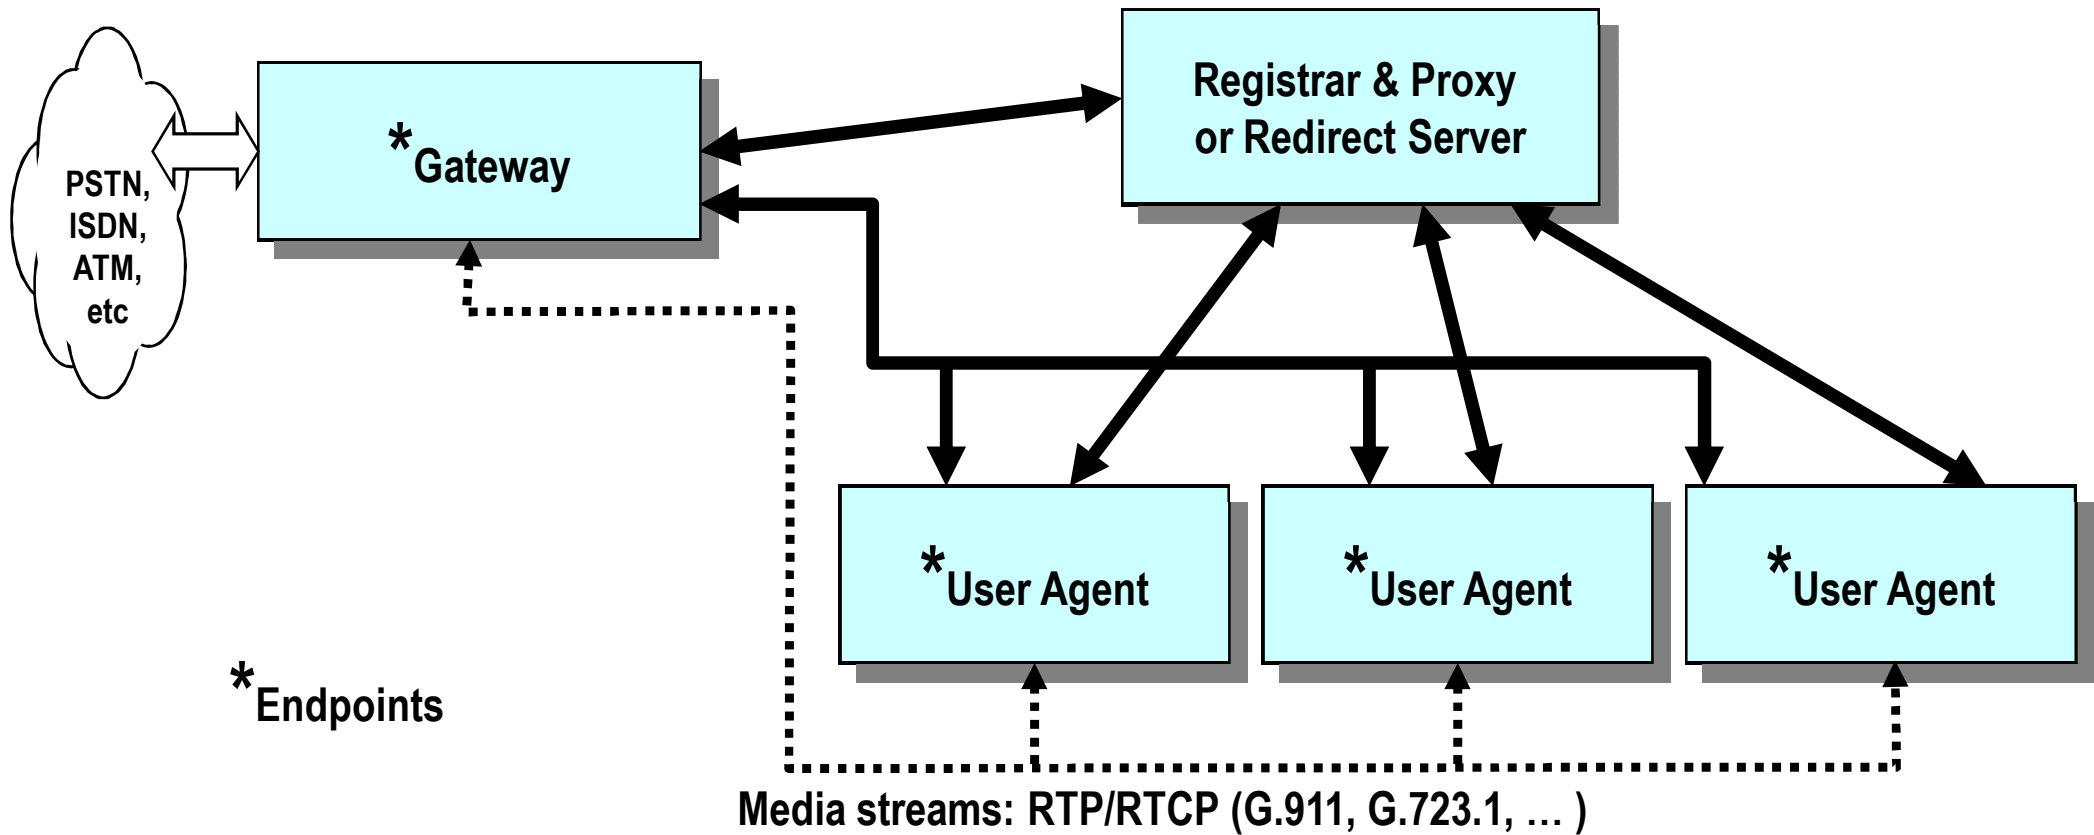 Registrar & Proxy
or Redirect Server
*Gateway
PSTN,
ISDN,
ATM,
etc
*User Agent
*User Agent
*User Agent
*Endpoints
Media streams: RTP/RTCP (G.911, G.723.1, … )